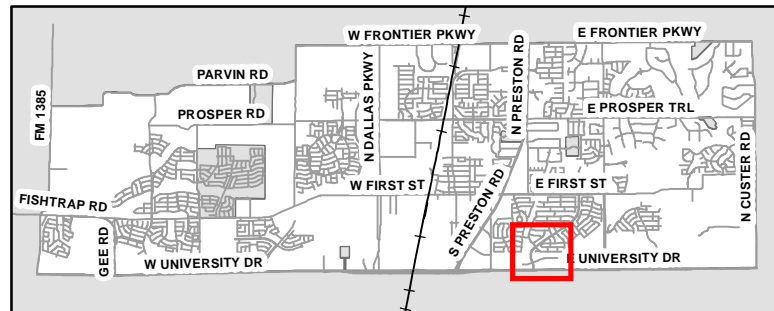 W FRONTIER PKWY
E FRONTIER PKWY
PARVIN RD
PROSPER RD
FM 1385
N DALLAS PKWY
N PRESTON RD
E PROSPER TRL
W FIRST ST
E FIRST ST
S PRESTON RD
N CUSTER RD
FISHTRAP RD
GEE RD
W UNIVERSITY DR
E UNIVERSITY DR